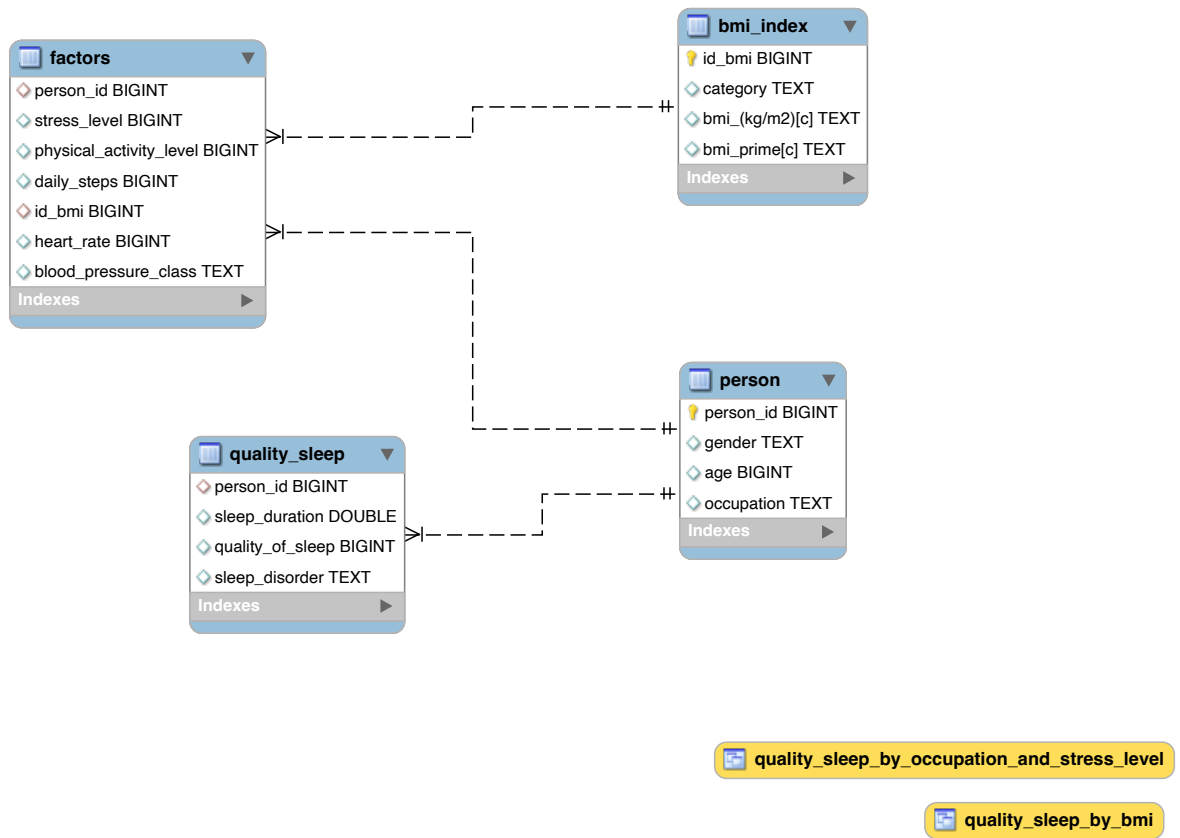 factors
person_id BIGINT
stress_level BIGINT
physical_activity_level BIGINT
daily_steps BIGINT
id_bmi BIGINT
heart_rate BIGINT
blood_pressure_class TEXT
Indexes
bmi_index
id_bmi BIGINT
category TEXT
bmi_(kg/m2)[c] TEXT
bmi_prime[c] TEXT
Indexes
person
person_id BIGINT
gender TEXT
age BIGINT
occupation TEXT
Indexes
quality_sleep
person_id BIGINT
sleep_duration DOUBLE
quality_of_sleep BIGINT
sleep_disorder TEXT
Indexes
quality_sleep_by_occupation_and_stress_level
quality_sleep_by_bmi